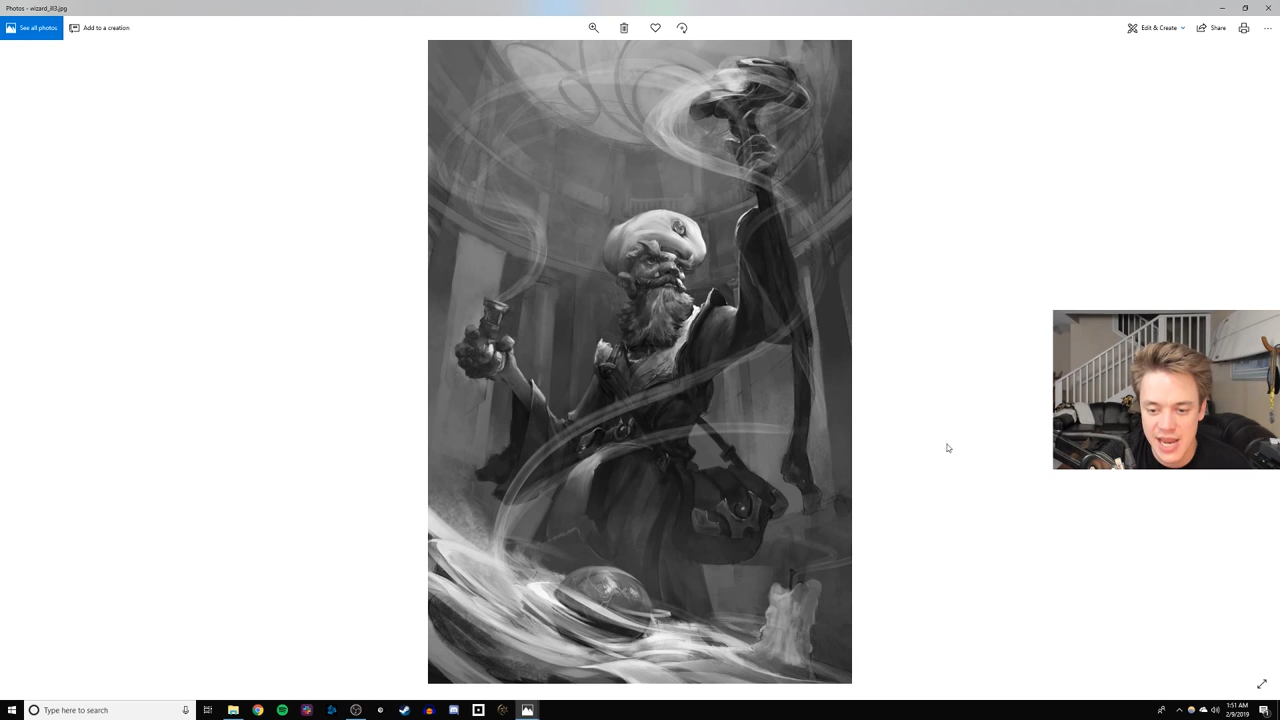 Photos - wizard_ill3.jpg
See all photos
Add to a creation
Edit & Create
Share
Type here to search
1:51 AM
2/9/2019